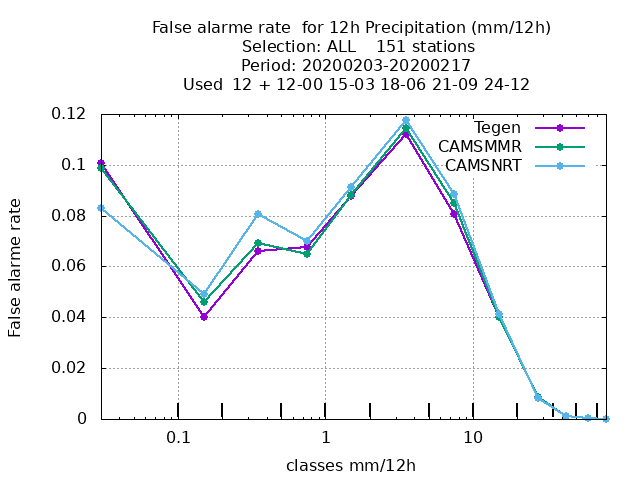 False alarme rate  for 12h Precipitation (mm/12h)
Selection: ALL    151 stations
Period: 20200203-20200217
Used  12 + 12-00 15-03 18-06 21-09 24-12
Tegen
CAMSMMR
CAMSNRT
False alarme rate
0.12
0.1
0.08
0.06
0.04
0.02
0
0.1
1
10
classes mm/12h